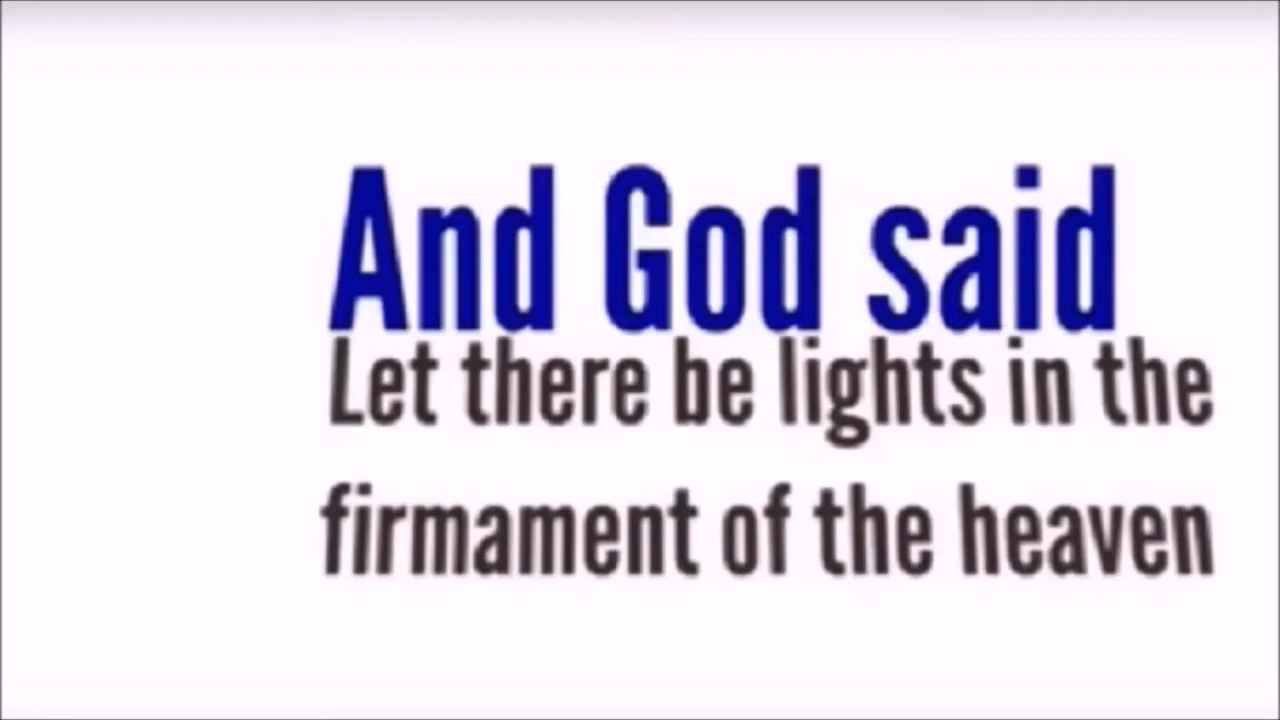 And God said
Let there be lights in the
firmament of the heaven